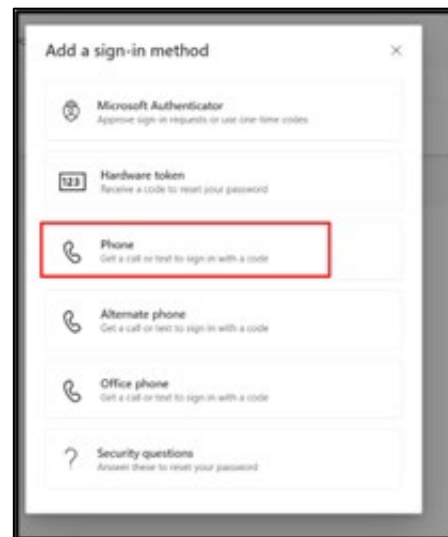 Add a sign-in method
Microsoft Authenticator
Approve sign-in requests or use one-time codes
123
Hardware token
Receive a code to reset your password
Phone
Get a call or text to sign in with a code
Alternate phone
Get a call or text to sign in with a code
Office phone
Get a call or text to sign in with a code
Security questions
Answer these to reset your password